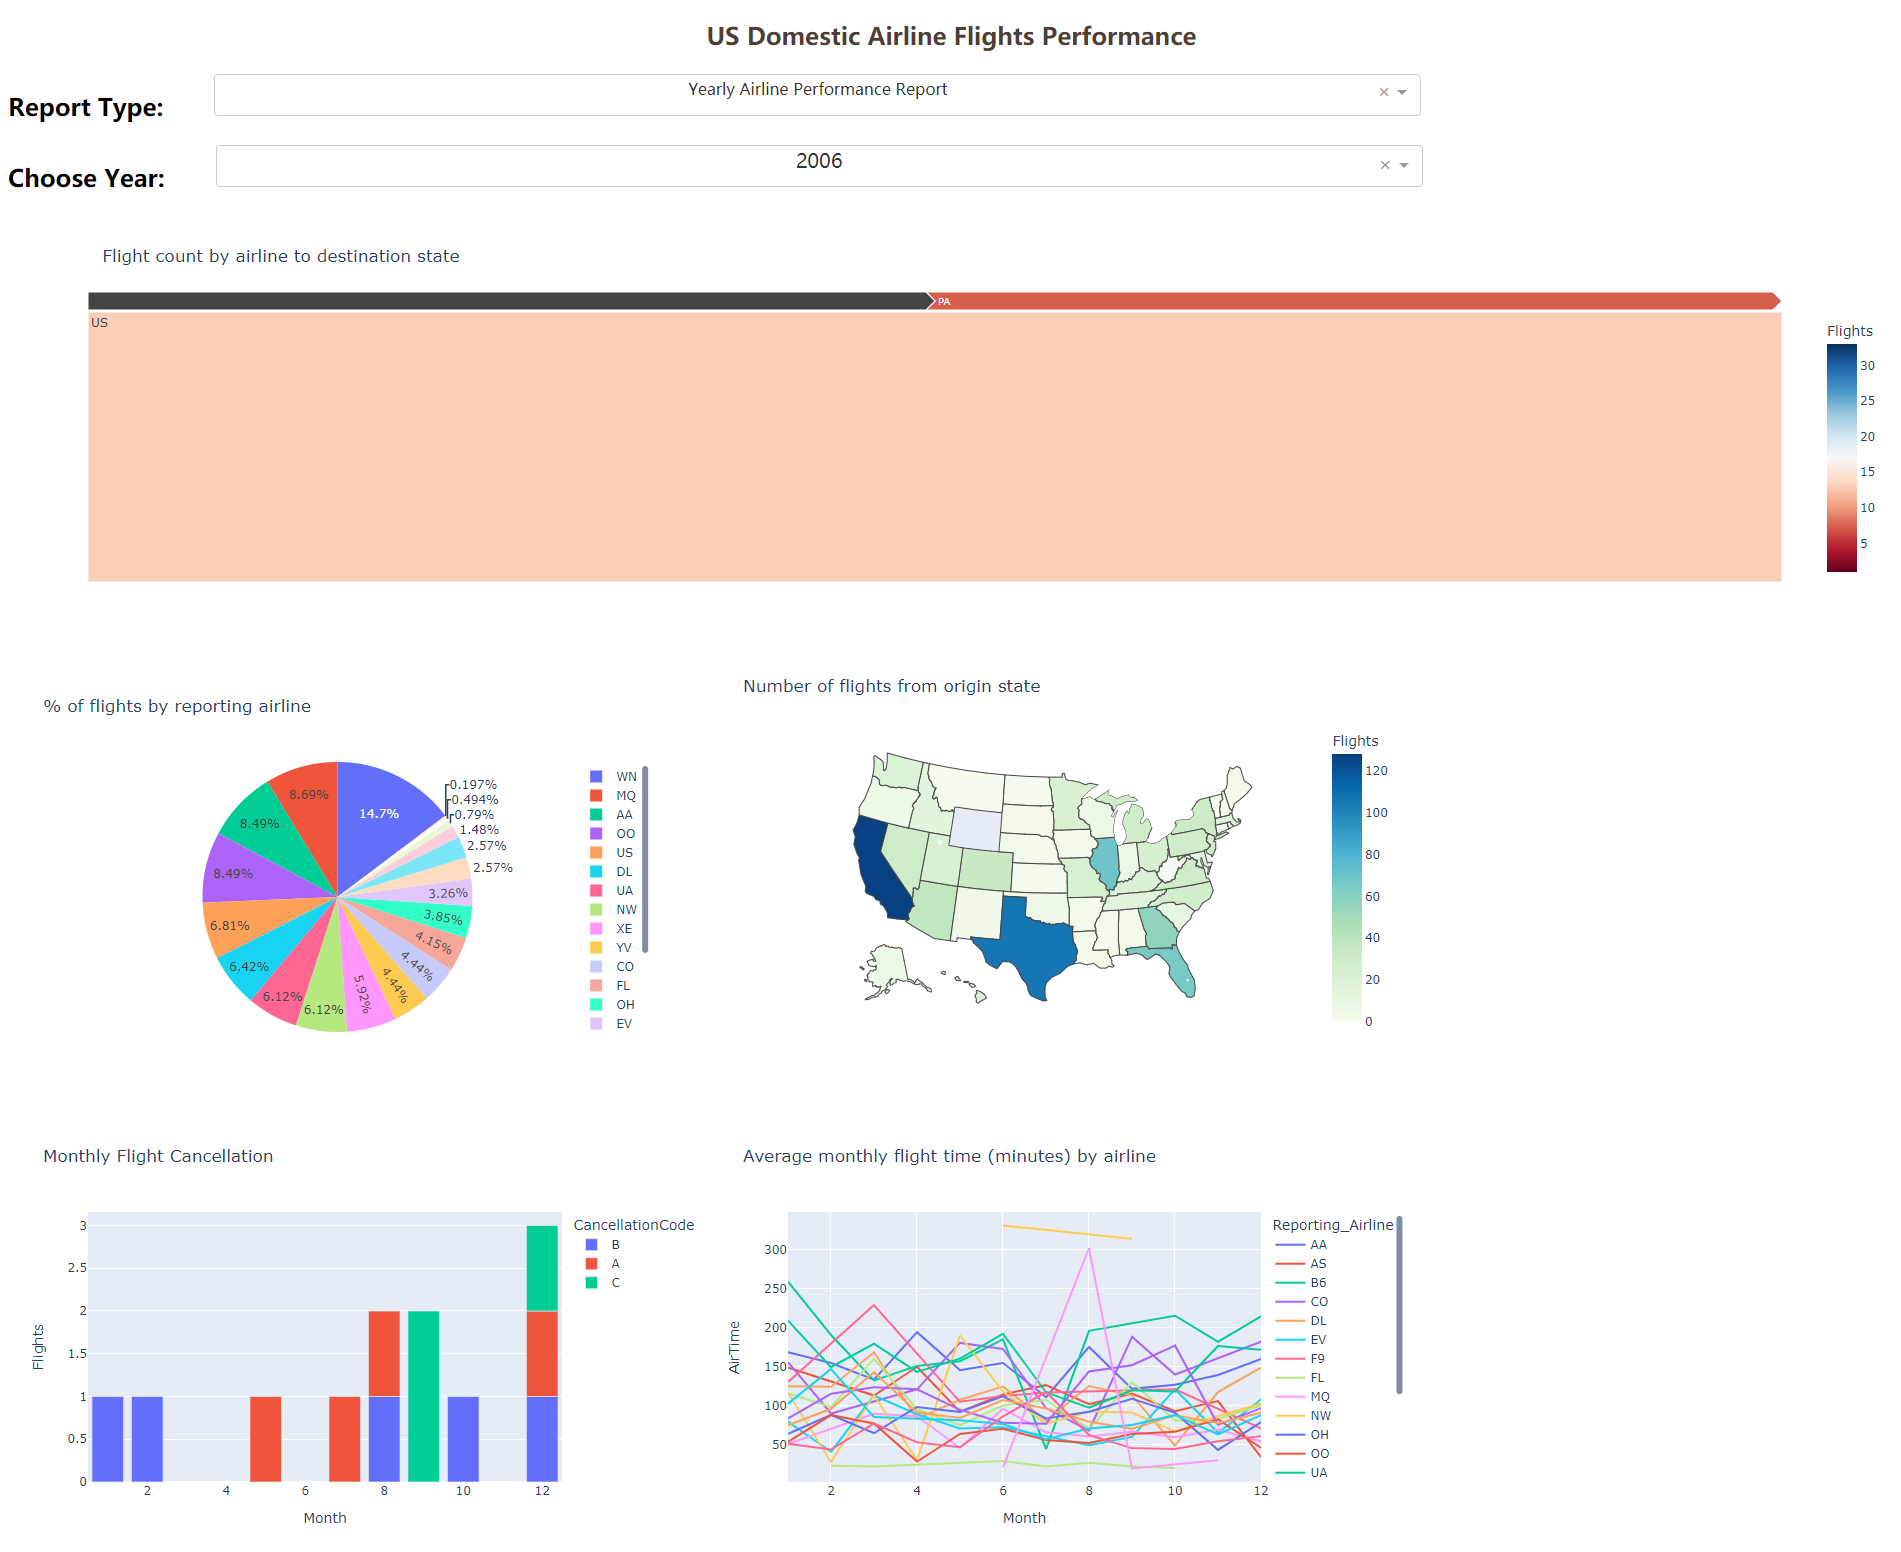 US Domestic Airline Flights Performance
Report Type:
Yearly Airline Performance Report
Choose Year:
2006
Flight count by airline to destination state
PA
US
Flights
30
25
20
15
10
5
% of flights by reporting airline
14.7%
8.69%
8.49%
8.49%
6.81%
6.42%
6.12%
6.12%
5.92%
4.44%
4.44%
4.15%
3.85%
3.26%
2.57%
2.57%
1.48%
0.79%
0.494%
0.197%
WN
MQ
AA
OO
US
DL
UA
NW
XE
YV
CO
FL
OH
EV
Number of flights from origin state
Flights
120
100
80
60
40
20
0
Monthly Flight Cancellation
Flights
3
2.5
2
1.5
1
0.5
0
2 4 6 8 10 12
Month
CancellationCode
B
A
C
Average monthly flight time (minutes) by airline
AirTime
300
250
200
150
100
50
2 4 6 8 10 12
Month
Reporting_Airline
AA
AS
B6
CO
DL
EV
F9
FL
MQ
NW
OH
OO
UA